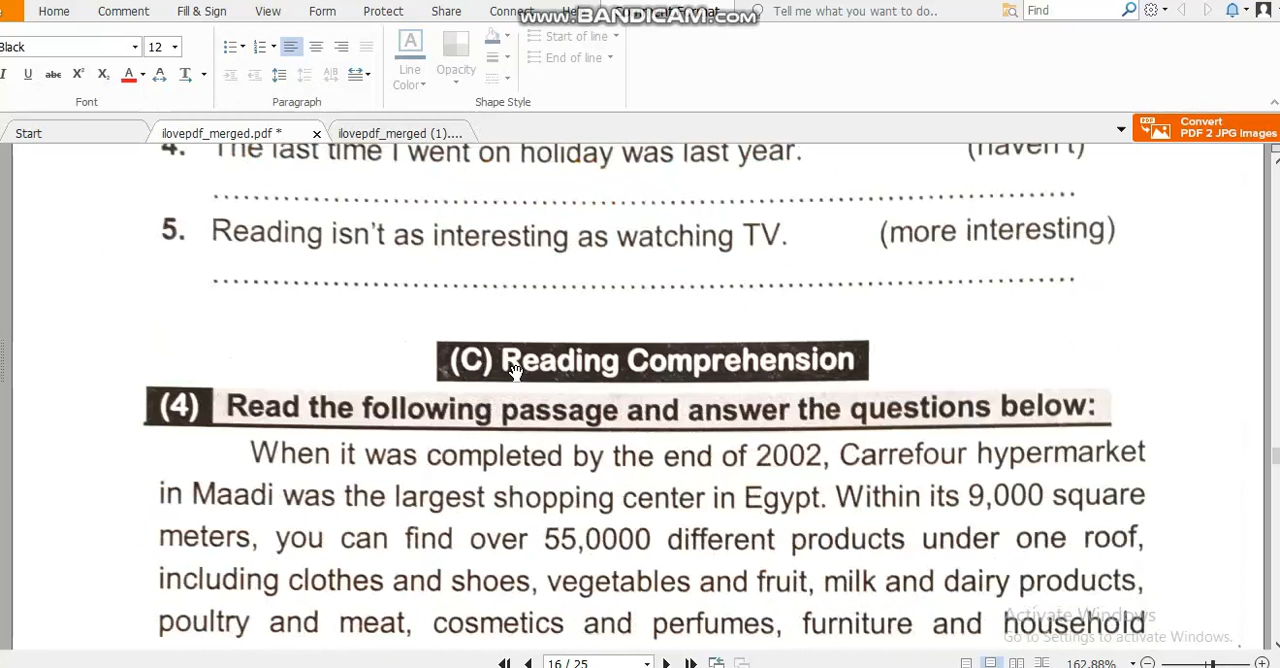 Home Comment Fill & Sign View Form Protect Share Connect Help
www.BANDICAM.com
Tell me what you want to do.. Find
Black 12
Line Color Opacity Start of line
End of line
Font Paragraph Shape Style
Start ilovepdf_merged.pdf * ilovepdf_merged (1)....
Convert
PDF 2 JPG Images
4. The last time I went on holiday was last year. (haven't)
5. Reading isn't as interesting as watching TV. (more interesting)
(C) Reading Comprehension
(4) Read the following passage and answer the questions below:
When it was completed by the end of 2002, Carrefour hypermarket
in Maadi was the largest shopping center in Egypt. Within its 9,000 square
meters, you can find over 55,0000 different products under one roof,
including clothes and shoes, vegetables and fruit, milk and dairy products,
poultry and meat, cosmetics and perfumes, furniture and household
Activate Windows
Go to Settings to activate Windows.
16 / 25 162.88%